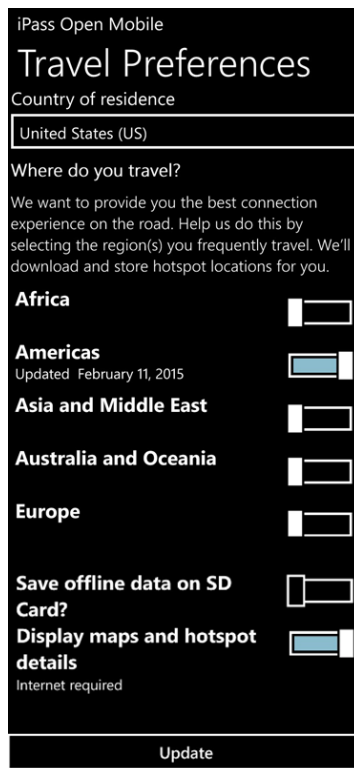 iPass Open Mobile
Travel Preferences
Country of residence
United States (US)
Where do you travel?
We want to provide you the best connection
experience on the road. Help us do this by
selecting the region(s) you frequently travel. We'll
download and store hotspot locations for you.
Africa
Americas
Updated February 11, 2015
Asia and Middle East
Australia and Oceania
Europe
Save offline data on SD
Card?
Display maps and hotspot
details
Internet required
Update